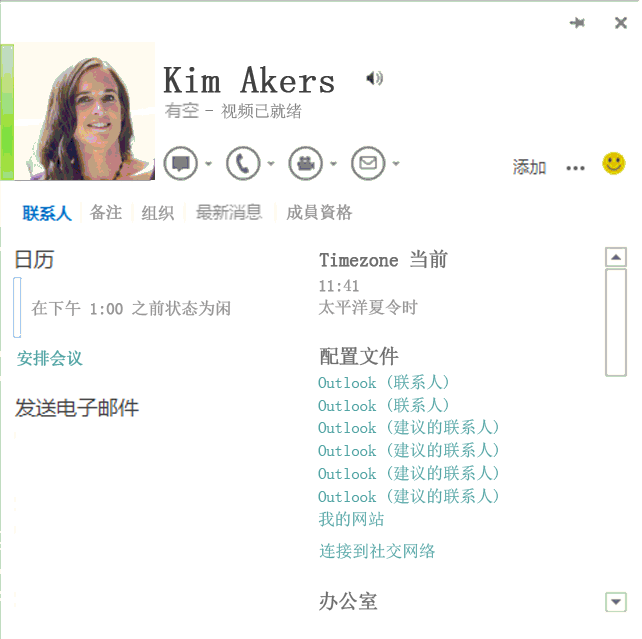 Kim Akers
有空 - 视频已就绪
添加
联系人 备注 组织 最新消息 成員資格
日历
在下午 1:00 之前状态为闲
安排会议
发送电子邮件
Timezone 当前
11:41
太平洋夏令时
配置文件
Outlook (联系人)
Outlook (联系人)
Outlook (建议的联系人)
Outlook (建议的联系人)
Outlook (建议的联系人)
Outlook (建议的联系人)
我的网站
连接到社交网络
办公室